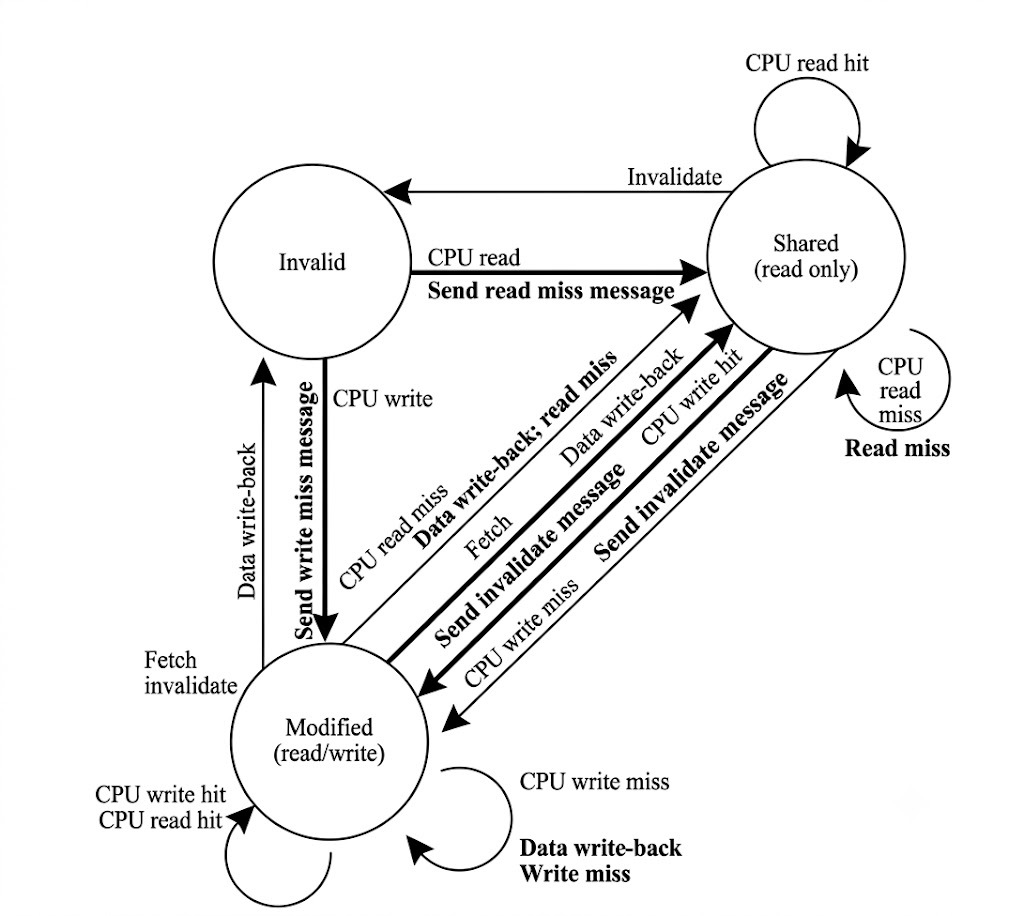 CPU read hit
Invalidate
Invalid
Shared
(read only)
CPU read
Send read miss message
CPU write
Send write miss message
Data write-back
CPU read miss
Data write-back; read miss
Fetch
Data write-back
CPU write hit
Send invalidate message
CPU write miss
Send invalidate message
CPU
read
miss
Read miss
Fetch
invalidate
Modified
(read/write)
CPU write hit
CPU read hit
CPU write miss
Data write-back
Write miss